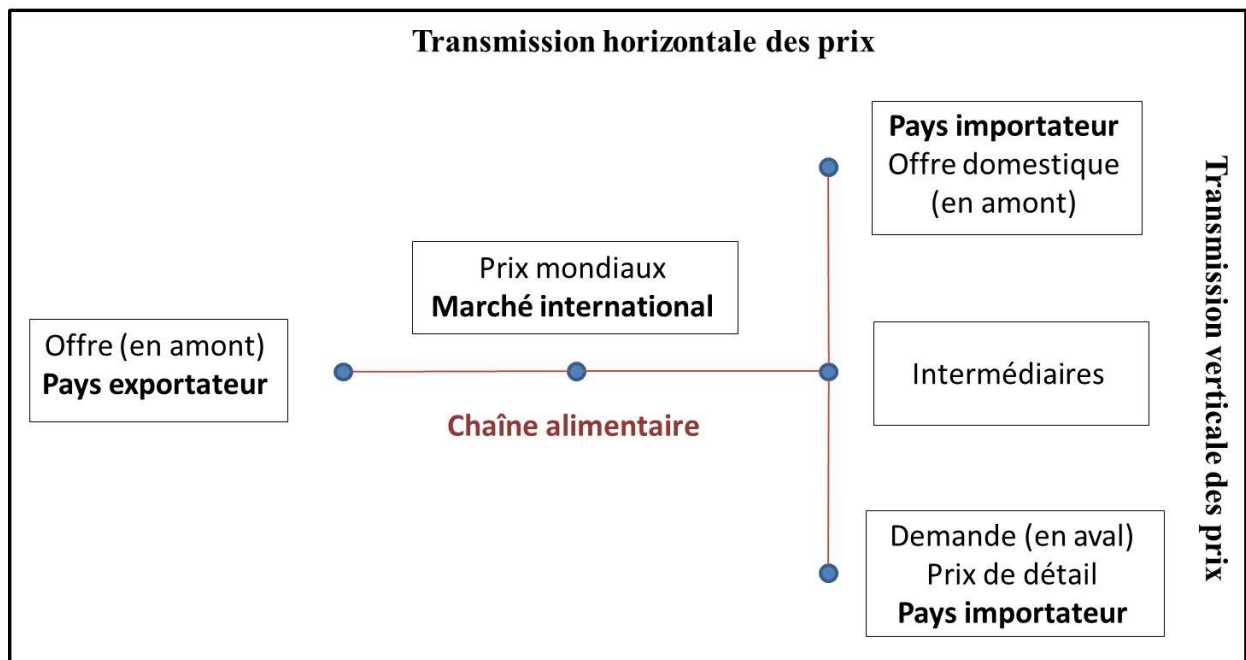 Transmission horizontale des prix
Pays importateur
Offre domestique
(en amont)
Transmission verticale des prix
Prix mondiaux
Marché international
Offre (en amont)
Pays exportateur
Intermédiaires
Chaîne alimentaire
Demande (en aval)
Prix de détail
Pays importateur